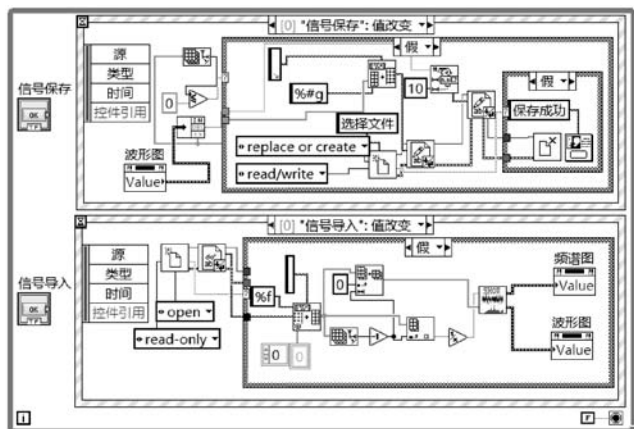 [0] "信号保存": 值改变
源
类型
时间
控件引用
信号保存
OK
TF
波形图
Value
0
假
%#g
10
选择文件
replace or create
read/write
假
保存成功
[0] "信号导入": 值改变
源
类型
时间
控件引用
信号导入
OK
TF
open
read-only
假
%f
0
0
0
频谱图
Value
波形图
Value
i
F